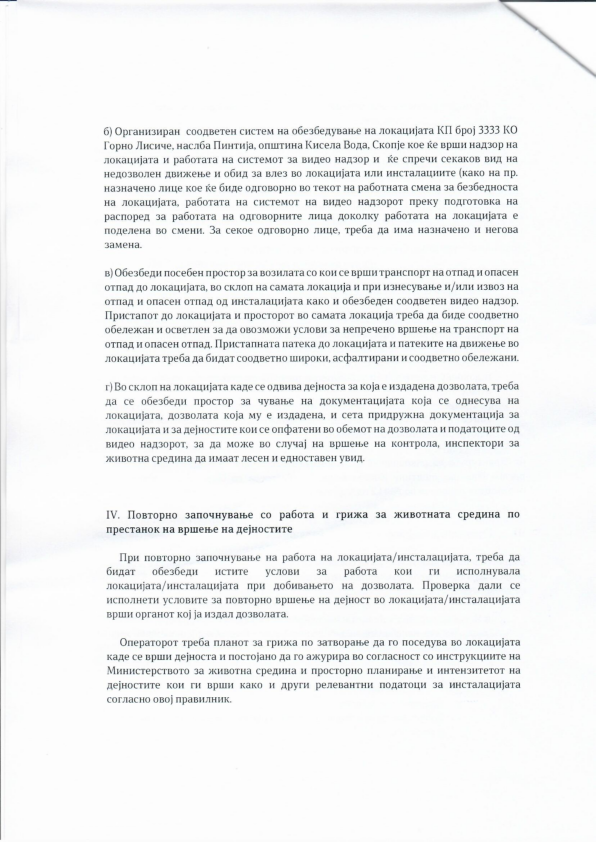 б) Организиран соодветен систем на обезбедување на локацијата КП број 3333 КО
Горно Лисиче, наслба Пинтија, општина Кисела Вода, Скопје кое ќе врши надзор на
локацијата и работата на системот за видео надзор и ќе спречи секаков вид на
недозволен движење и обид за влез во локацијата или инсталациите (како на пр.
назначено лице кое ќе биде одговорно во текот на работната смена за безбедноста
на локацијата, работата на системот на видео надзорот преку подготовка на
распоред за работата на одговорните лица доколку работата на локацијата е
поделена во смени. За секое одговорно лице, треба да има назначено и негова
замена.
в) Обезбеди посебен простор за возилата со кои се врши транспорт на отпад и опасен
отпад до локацијата, во склоп на самата локација и при изнесување и/или извоз на
отпад и опасен отпад од инсталацијата како и обезбеден соодветен видео надзор.
Пристапот до локацијата и просторот во самата локација треба да биде соодветно
обележан и осветлен за да овозможи услови за непречено вршење на транспорт на
отпад и опасен отпад. Пристапната патека до локацијата и патеките на движење во
локацијата треба да бидат соодветно широки, асфалтирани и соодветно обележани.
г) Во склоп на локацијата каде се одвива дејноста за која е издадена дозволата, треба
да се обезбеди простор за чување на документацијата која се однесува на
локацијата, дозволата која му е издадена, и сета придружна документација за
локацијата и за дејностите кои се опфатени во обемот на дозволата и податоците од
видео надзорот, за да може во случај на вршење на контрола, инспектори за
животна средина да имаат лесен и едноставен увид.
IV. Повторно започнување со работа и грижа за животната средина по
престанок на вршење на дејностите
При повторно започнување на работа на локацијата/инсталацијата, треба да
бидат обезбеди истите услови за работа кои ги исполнувала
локацијата/инсталацијата при добивањето на дозволата. Проверка дали се
исполнети условите за повторно вршење на дејност во локацијата/инсталацијата
врши органот кој ја издал дозволата.
Операторот треба планот за грижа по затворање да го поседува во локацијата
каде се врши дејноста и постојано да го ажурира во согласност со инструкциите на
Министерството за животна средина и просторно планирање и интензитетот на
дејностите кои ги врши како и други релевантни податоци за инсталацијата
согласно овој правилник.